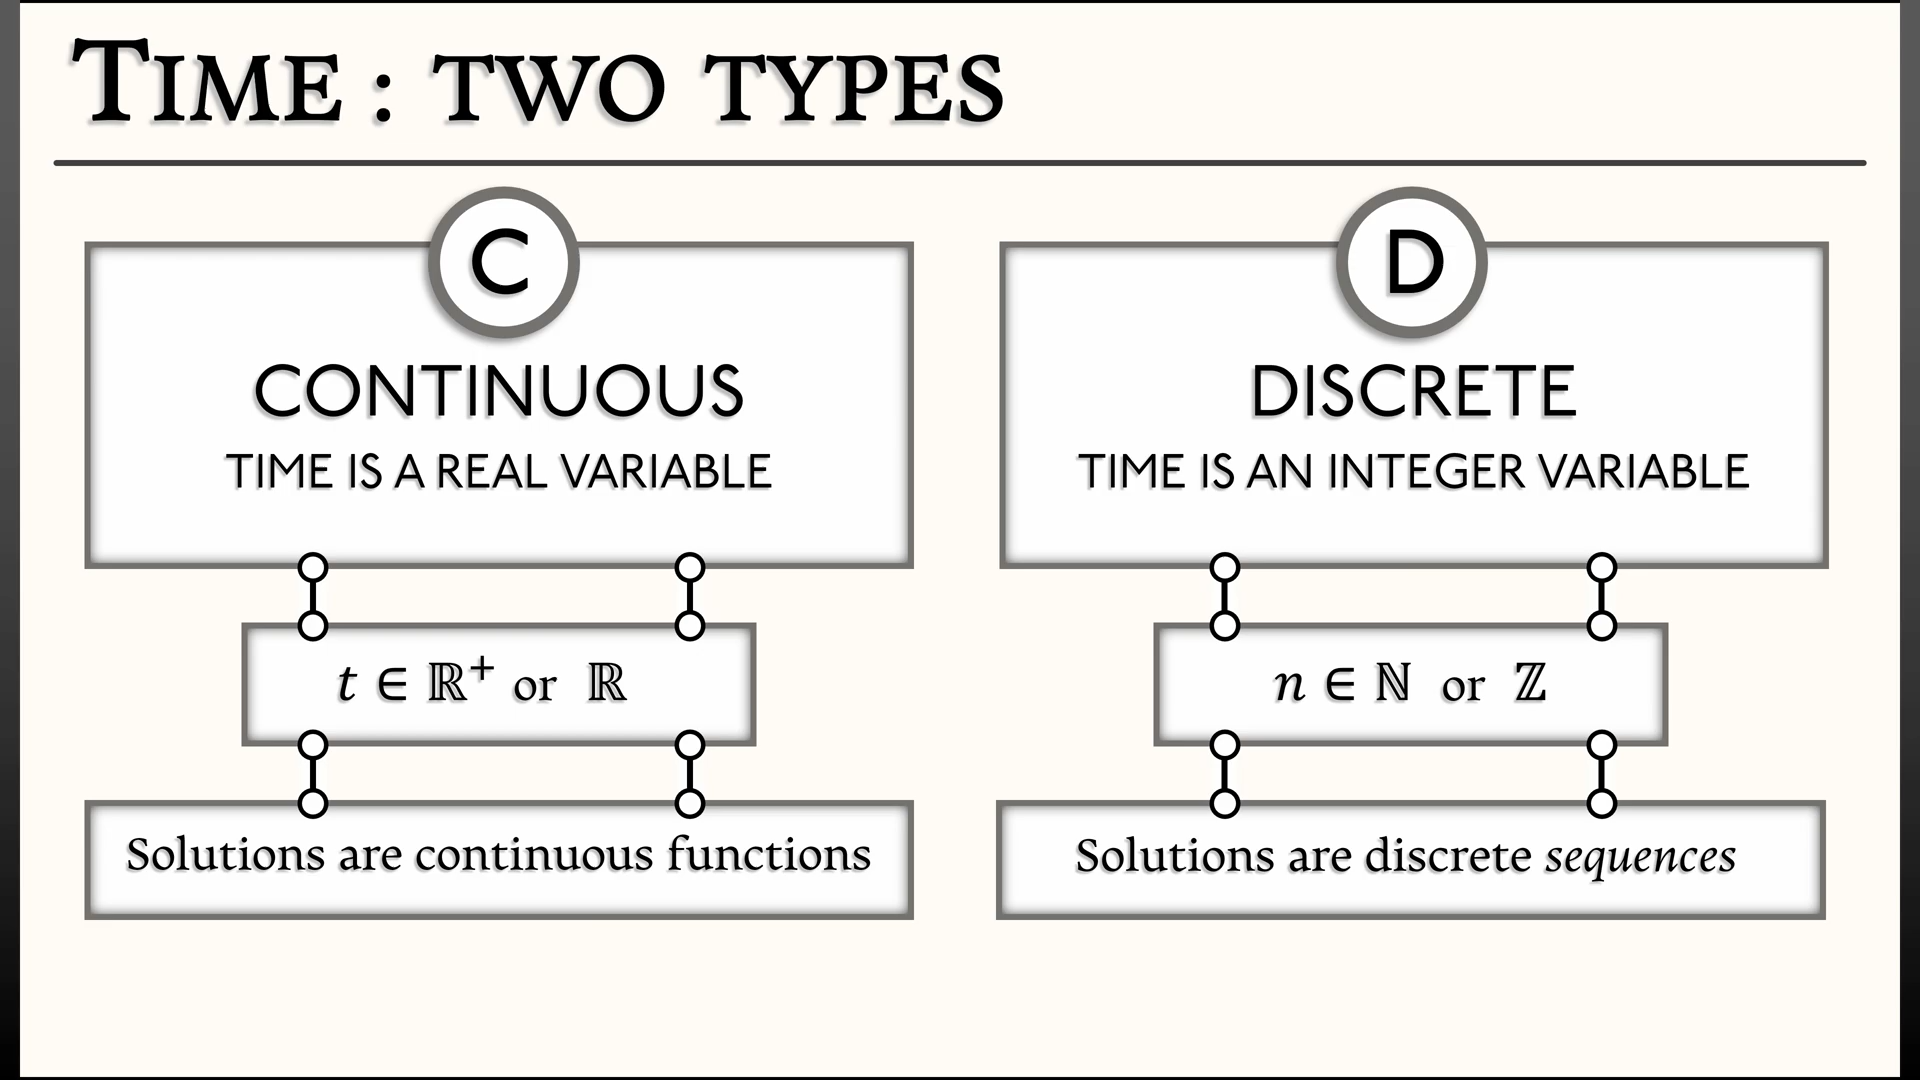 TIME : TWO TYPES
C
CONTINUOUS
TIME IS A REAL VARIABLE
t ∈ ℝ⁺ or ℝ
Solutions are continuous functions
D
DISCRETE
TIME IS AN INTEGER VARIABLE
n ∈ ℕ or ℤ
Solutions are discrete sequences